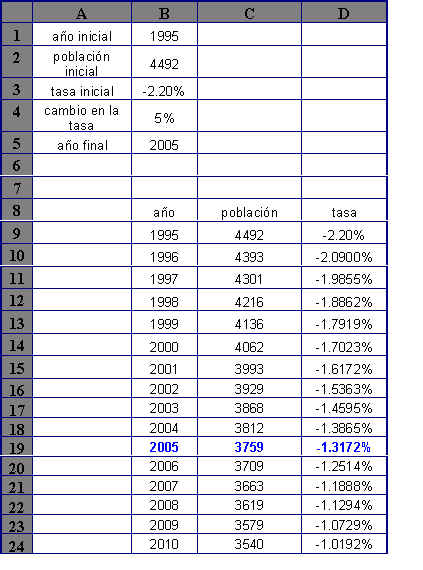 A B C D
1 año inicial 1995
2 población
inicial 4492
3 tasa inicial -2.20%
4 cambio en la
tasa 5%
5 año final 2005
6
7
8 año población tasa
9 1995 4492 -2.20%
10 1996 4393 -2.0900%
11 1997 4301 -1.9855%
12 1998 4216 -1.8862%
13 1999 4136 -1.7919%
14 2000 4062 -1.7023%
15 2001 3993 -1.6172%
16 2002 3929 -1.5363%
17 2003 3868 -1.4595%
18 2004 3812 -1.3865%
19 2005 3759 -1.3172%
20 2006 3709 -1.2514%
21 2007 3663 -1.1888%
22 2008 3619 -1.1294%
23 2009 3579 -1.0729%
24 2010 3540 -1.0192%